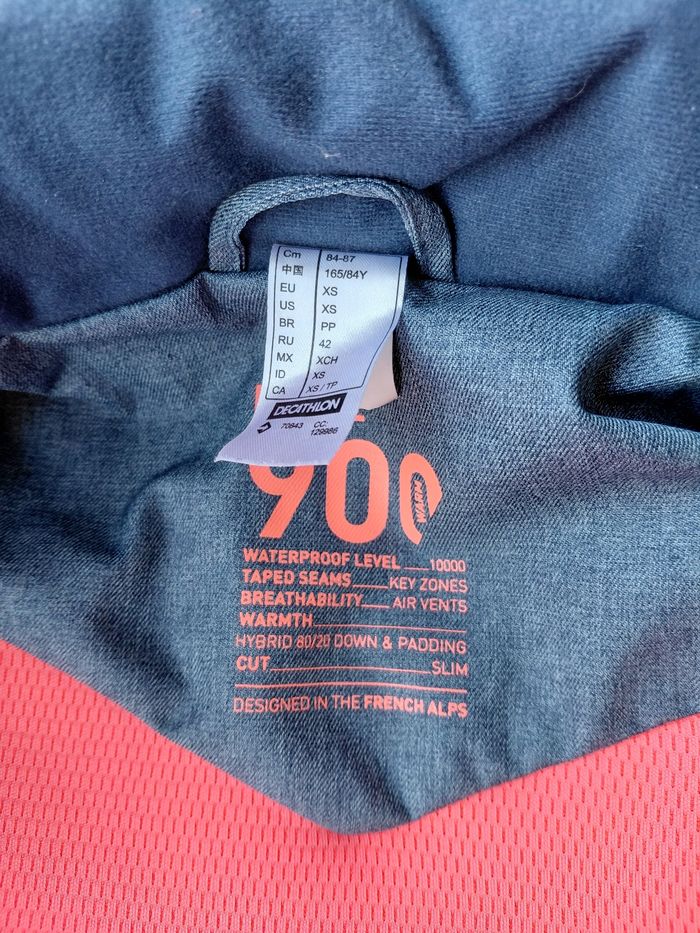 Cm 84-87
中国 165/84Y
EU XS
US XS
BR PP
RU 42
MX XCH
ID XS
CA XS / TP
DECATHLON
70843 CC:
129986
900
WARM
WATERPROOF LEVEL 10000
TAPED SEAMS KEY ZONES
BREATHABILITY AIR VENTS
WARMTH
HYBRID 80/20 DOWN & PADDING
CUT SLIM
DESIGNED IN THE FRENCH ALPS